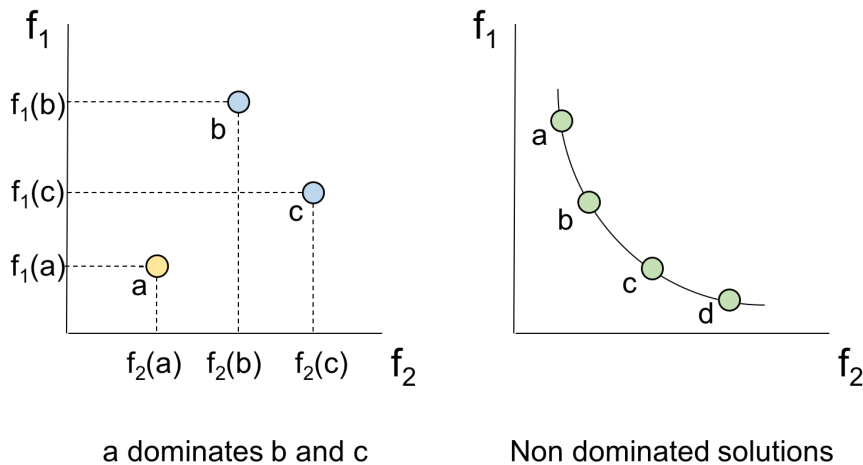 f₁
f₁(b)
b
f₁(c)
c
f₁(a)
a
f₂(a) f₂(b) f₂(c) f₂
a dominates b and c
f₁
a
b
c
d
f₂
Non dominated solutions